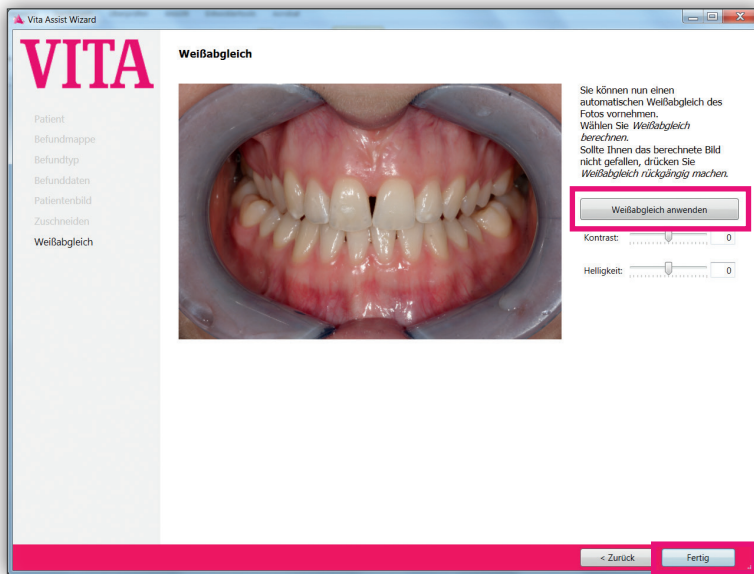 Vita Assist Wizard
VITA
Weißabgleich
Patient
Befundmappe
Befundtyp
Befunddaten
Patientenbild
Zuschneiden
Weißabgleich
Sie können nun einen
automatischen Weißabgleich des
Fotos vornehmen.
Wählen Sie Weißabgleich
berechnen.
Sollte Ihnen das berechnete Bild
nicht gefallen, drücken Sie
Weißabgleich rückgängig machen.
Weißabgleich anwenden
Kontrast: 0
Helligkeit: 0
< Zurück
Fertig